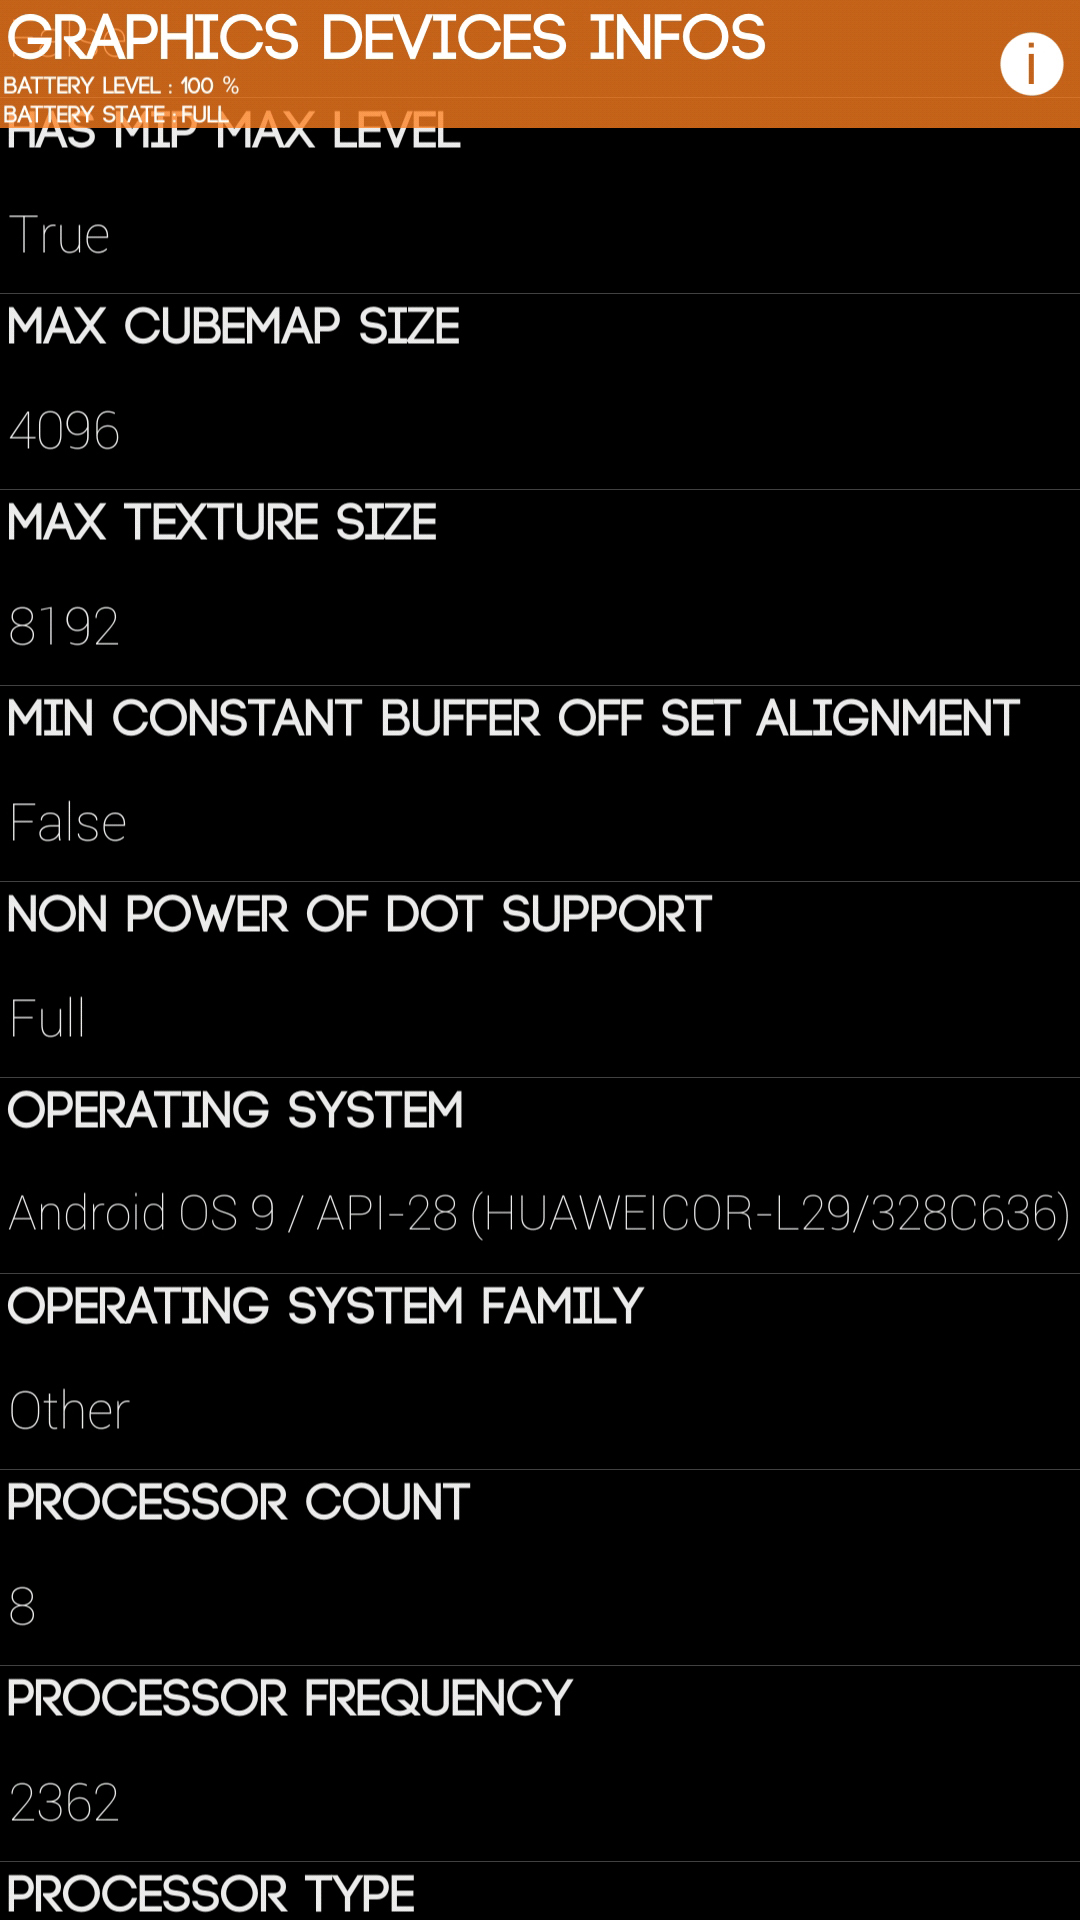 GRAPHICS DEVICES INFOS
BATTERY LEVEL : 100 %
BATTERY STATE : FULL
HAS MIP MAX LEVEL
True
MAX CUBEMAP SIZE
4096
MAX TEXTURE SIZE
8192
MIN CONSTANT BUFFER OFF SET ALIGNMENT
False
NON POWER OF DOT SUPPORT
Full
OPERATING SYSTEM
Android OS 9 / API-28 (HUAWEICOR-L29/328C636)
OPERATING SYSTEM FAMILY
Other
PROCESSOR COUNT
8
PROCESSOR FREQUENCY
2362
PROCESSOR TYPE